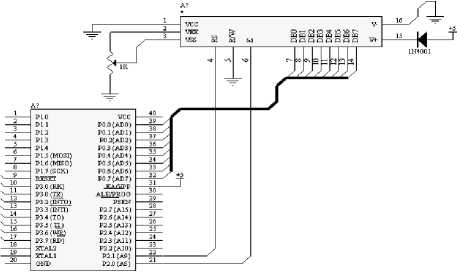 A?
1 VCC
2 VEE
3 VSS
V- 16
V+ 15
+5
1N4001
1K
RS
R/W
E
DB0
DB1
DB2
DB3
DB4
DB5
DB6
DB7
4 5 6 7 8 9 10 11 12 13 14
A?
1 P1.0 VCC 40
2 P1.1 P0.0(AD0) 39
3 P1.2 P0.1(AD1) 38
4 P1.3 P0.2(AD2) 37
5 P1.4 P0.3(AD3) 36
6 P1.5(MOSI) P0.4(AD4) 35
7 P1.6(MISO) P0.5(AD5) 34
8 P1.7(SCK) P0.6(AD6) 33
9 RESET P0.7(AD7) 32
10 P3.0(RX) 31
+5
11 P3.0(TX) ALE/PROG 30
12 P3.2(INTO) PSEN 29
13 P3.3(INTI) P2.7(A15) 28
14 P3.4(TO) P2.6(A14) 27
15 P3.5(T1) P2.5(A13) 26
16 P3.6(WR) P2.4(A12) 25
17 P3.7(RD) P2.3(A11) 24
18 XTAL2 P2.2(A10) 23
19 XTAL1 P2.1(A9) 22
20 GND P2.0(A8) 21